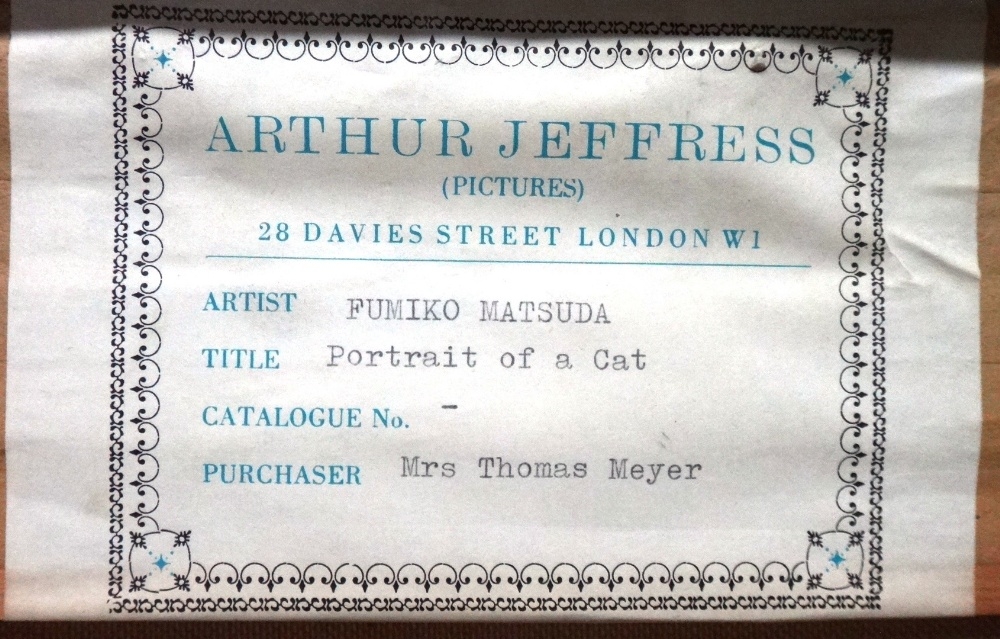 ARTHUR JEFFRESS
(PICTURES)
28 DAVIES STREET LONDON W1
ARTIST FUMIKO MATSUDA
TITLE Portrait of a Cat
CATALOGUE No. -
PURCHASER Mrs Thomas Meyer